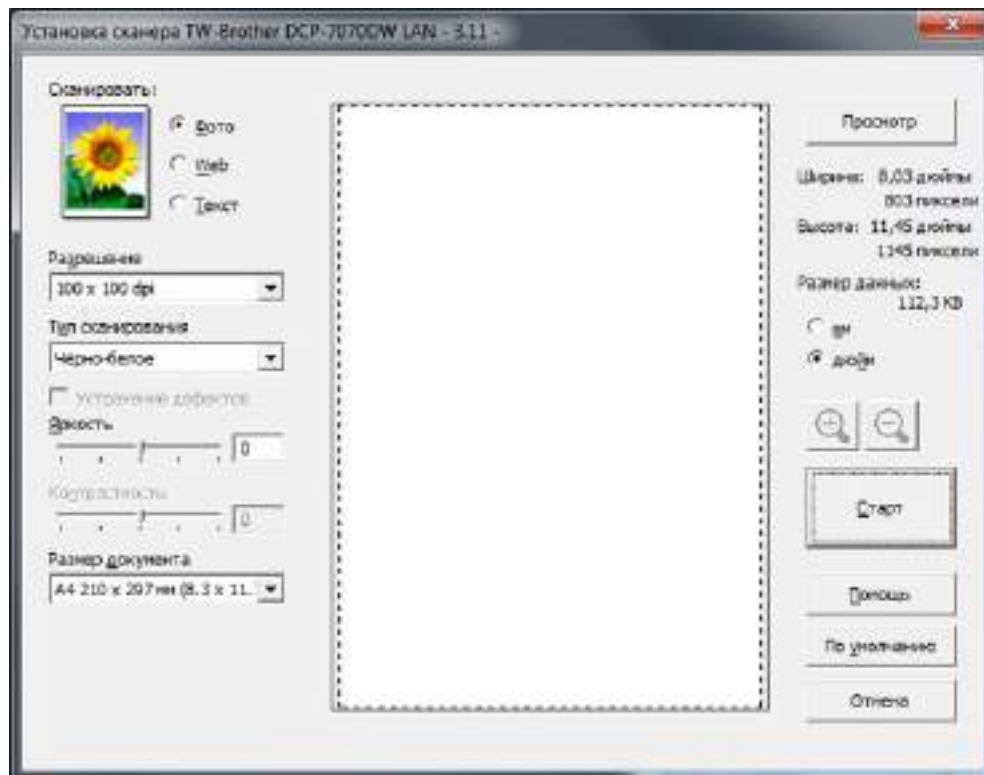 Установка сканера TW-Brother DCP-7070DW LAN - 3.11 -
Сканировать:
Фото
Web
Текст
Разрешение
100 x 100 dpi
Тип сканирования
Чёрно-белое
Устранение дефектов
Яркость
0
Контрастность
0
Размер документа
A4 210 x 297 мм (8.3 x 11.
Просмотр
Ширина: 8,03 дюймы
803 пиксели
Высота: 11,45 дюймы
1145 пиксели
Размер данных:
112,3 KB
мм
дюйм
Старт
Помощь
По умолчанию
Отмена